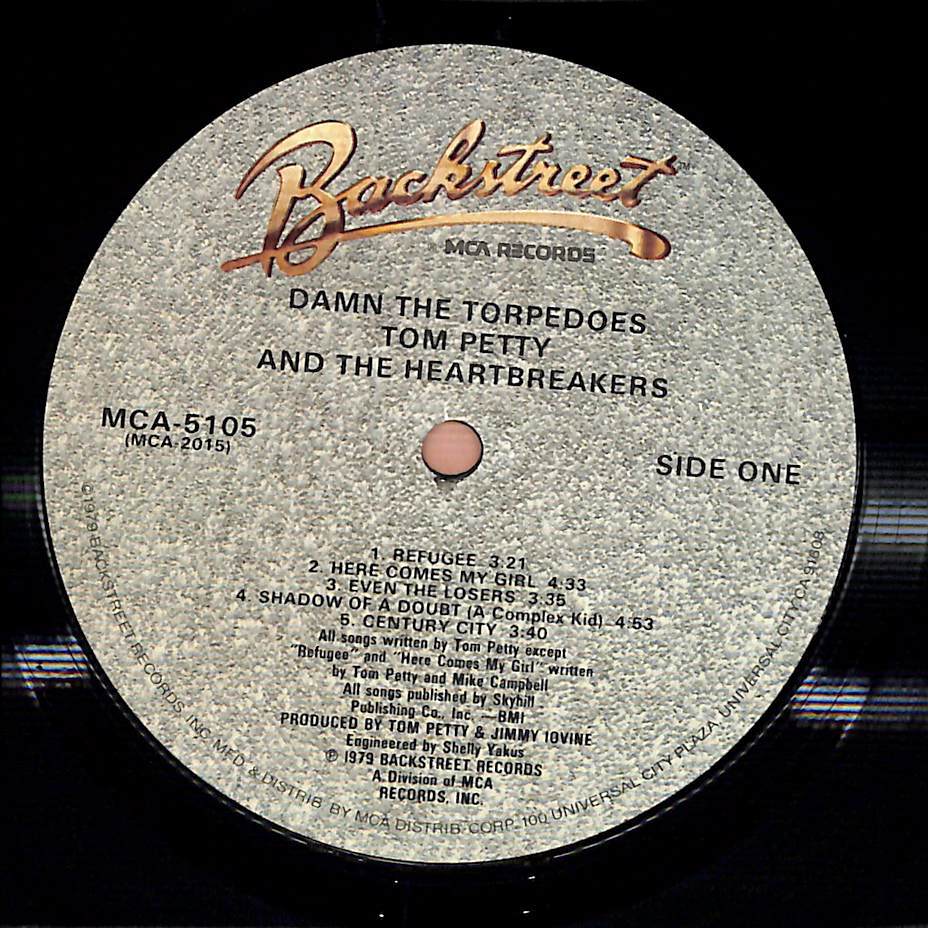 Backstreet™
MCA RECORDS
DAMN THE TORPEDOES
TOM PETTY
AND THE HEARTBREAKERS
MCA-5105
(MCA-2015)
SIDE ONE
1. REFUGEE 3:21
2. HERE COMES MY GIRL 4:33
3. EVEN THE LOSERS 3:35
4. SHADOW OF A DOUBT (A Complex Kid) 4:53
5. CENTURY CITY 3:40
All songs written by Tom Petty except
"Refugee" and "Here Comes My Girl" written
by Tom Petty and Mike Campbell
All songs published by Skyhill
Publishing Co., Inc. —BMI
PRODUCED BY TOM PETTY & JIMMY IOVINE
Engineered by Shelly Yakus
℗ 1979 BACKSTREET RECORDS
A Division of MCA
RECORDS, INC.
© 1979 BACKSTREET RECORDS, INC. MFD. & DISTRIB. BY MCA DISTRIB. CORP. 100 UNIVERSAL CITY PLAZA, UNIVERSAL CITY, CA 91608